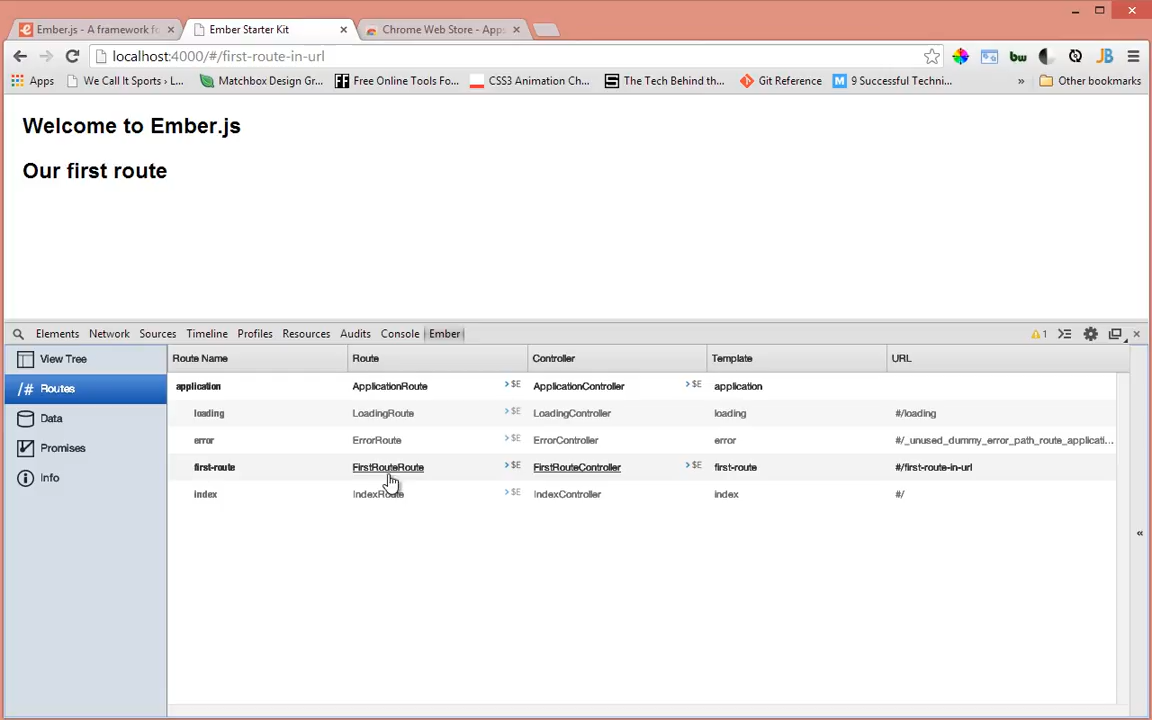 Ember.js - A framework fo
Ember Starter Kit
Chrome Web Store - Apps
localhost:4000/#/first-route-in-url
bw
JB
Apps
We Call It Sports › L...
Matchbox Design Gr...
Free Online Tools Fo...
CSS3 Animation Ch...
The Tech Behind th...
Git Reference
9 Successful Techni...
»
Other bookmarks
Welcome to Ember.js
Our first route
Elements Network Sources Timeline Profiles Resources Audits Console Ember
1
View Tree
/# Routes
Data
Promises
Info
Route Name Route Controller Template URL
application ApplicationRoute >$E ApplicationController >$E application
loading LoadingRoute >$E LoadingController loading #/loading
error ErrorRoute >$E ErrorController error #/_unused_dummy_error_path_route_applicati...
first-route FirstRouteRoute >$E FirstRouteController >$E first-route #/first-route-in-url
index IndexRoute >$E IndexController index #/
«